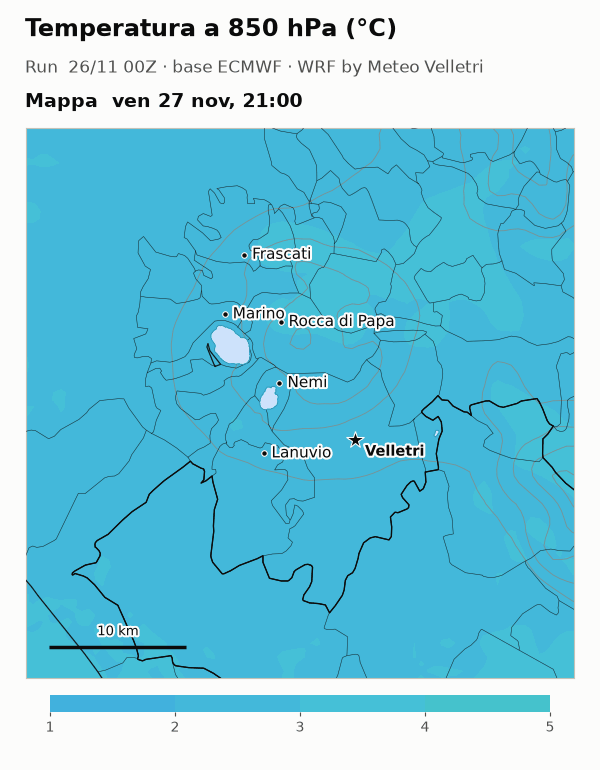 Temperatura a 850 hPa (°C)
Run  26/11 00Z · base ECMWF · WRF by Meteo Velletri
Mappa  ven 27 nov, 21:00
Frascati
Marino
Rocca di Papa
Nemi
Velletri
Lanuvio
10 km
1 2 3 4 5